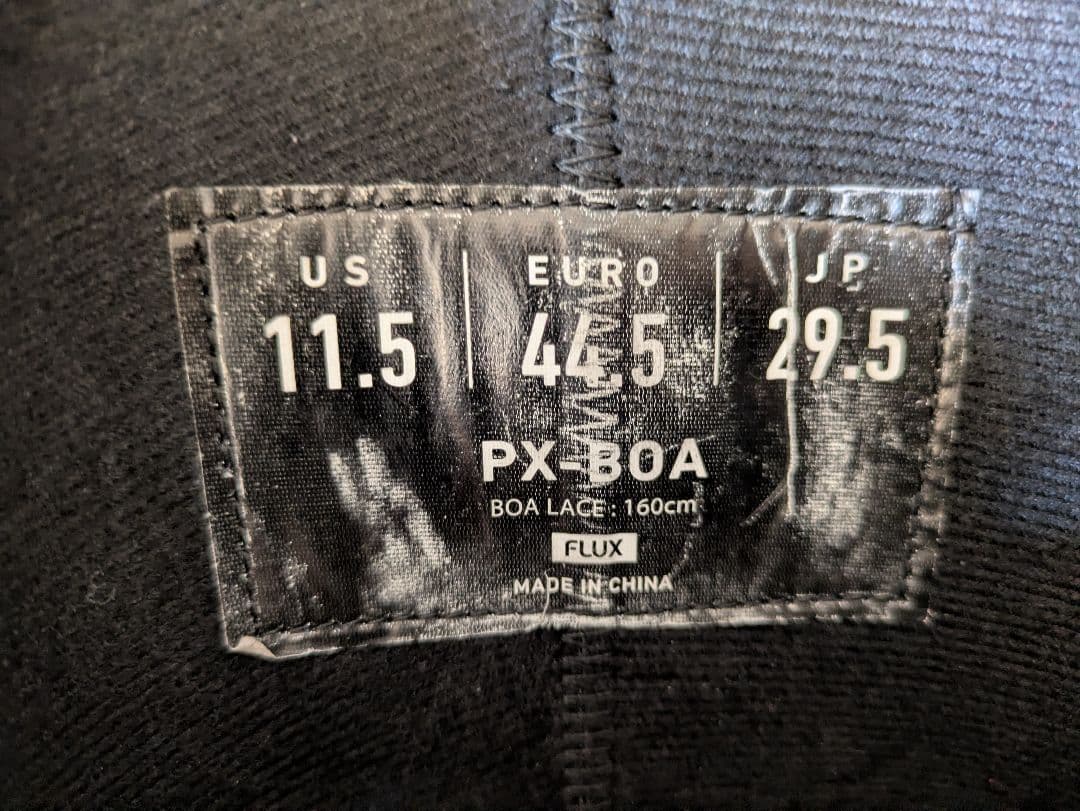 US EURO JP
11.5 44.5 29.5
PX-BOA
BOA LACE : 160cm
FLUX
MADE IN CHINA